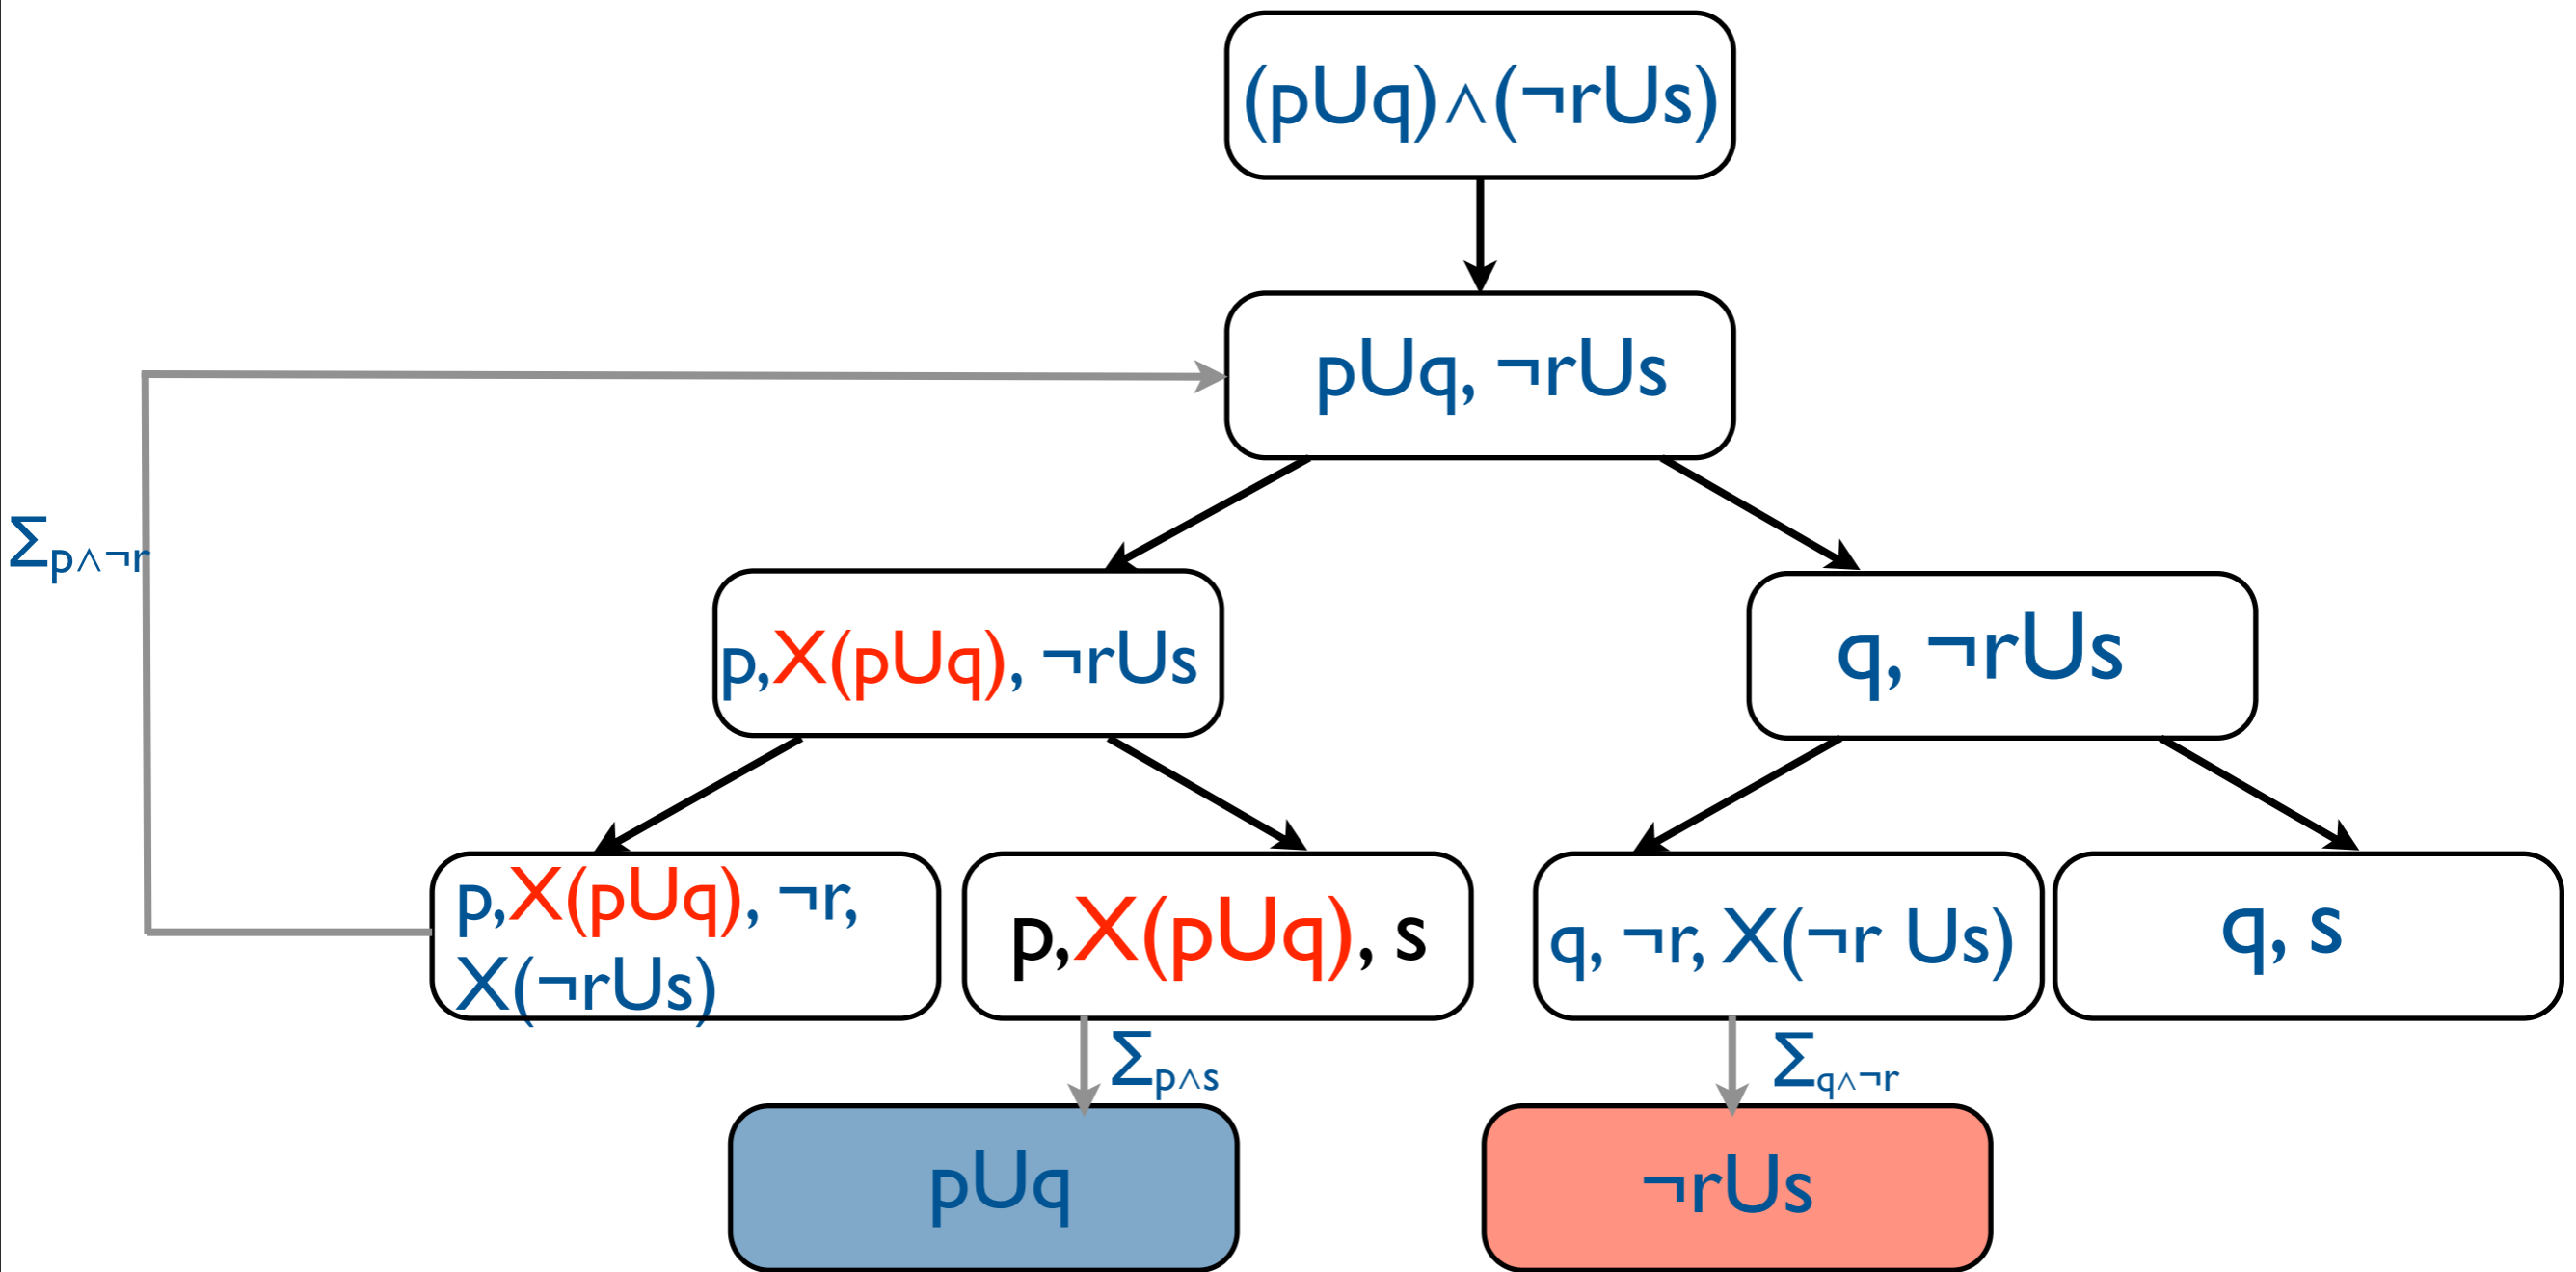 (pUq)∧(¬rUs)
pUq, ¬rUs
Σp∧¬r
p,X(pUq), ¬rUs
q, ¬rUs
p,X(pUq), ¬r,
X(¬rUs)
p,X(pUq), s
q, ¬r, X(¬r Us)
q, s
Σp∧s
Σq∧¬r
pUq
¬rUs